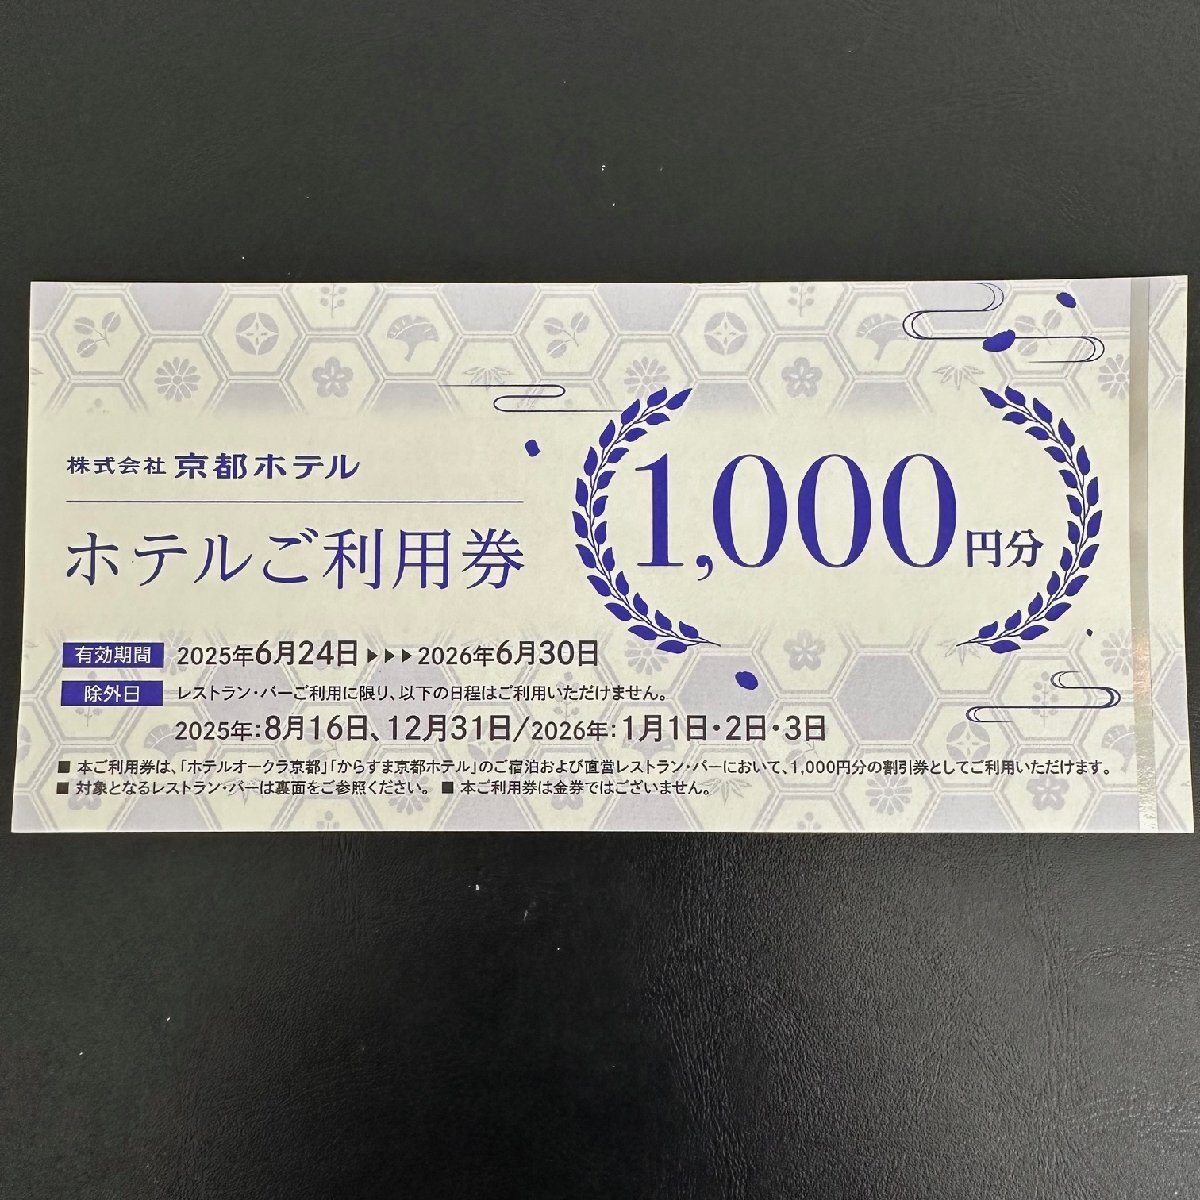 株式会社 京都ホテル
ホテルご利用券
1,000円分
有効期間 2025年6月24日▶▶▶2026年6月30日
除外日 レストラン・バーご利用に限り、以下の日程はご利用いただけません。
2025年:8月16日、12月31日/2026年:1月1日・2日・3日
■ 本ご利用券は、「ホテルオークラ京都」「からすま京都ホテル」のご宿泊および直営レストラン・バーにおいて、1,000円分の割引券としてご利用いただけます。
■ 対象となるレストラン・バーは裏面をご参照ください。 ■ 本ご利用券は金券ではございません。